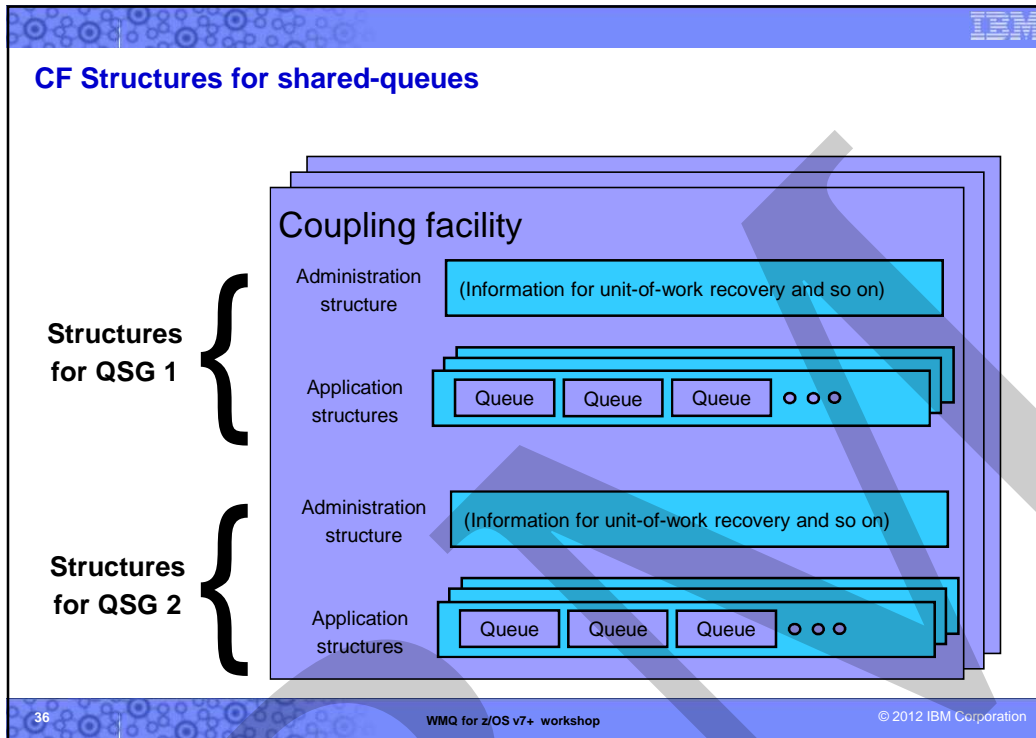 IBM
CF Structures for shared-queues
Coupling facility
Structures
for QSG 1
{
Administration
structure
(Information for unit-of-work recovery and so on)
Application
structures
Queue Queue Queue
Structures
for QSG 2
{
Administration
structure
(Information for unit-of-work recovery and so on)
Application
structures
Queue Queue Queue
36
WMQ for z/OS v7+ workshop
© 2012 IBM Corporation